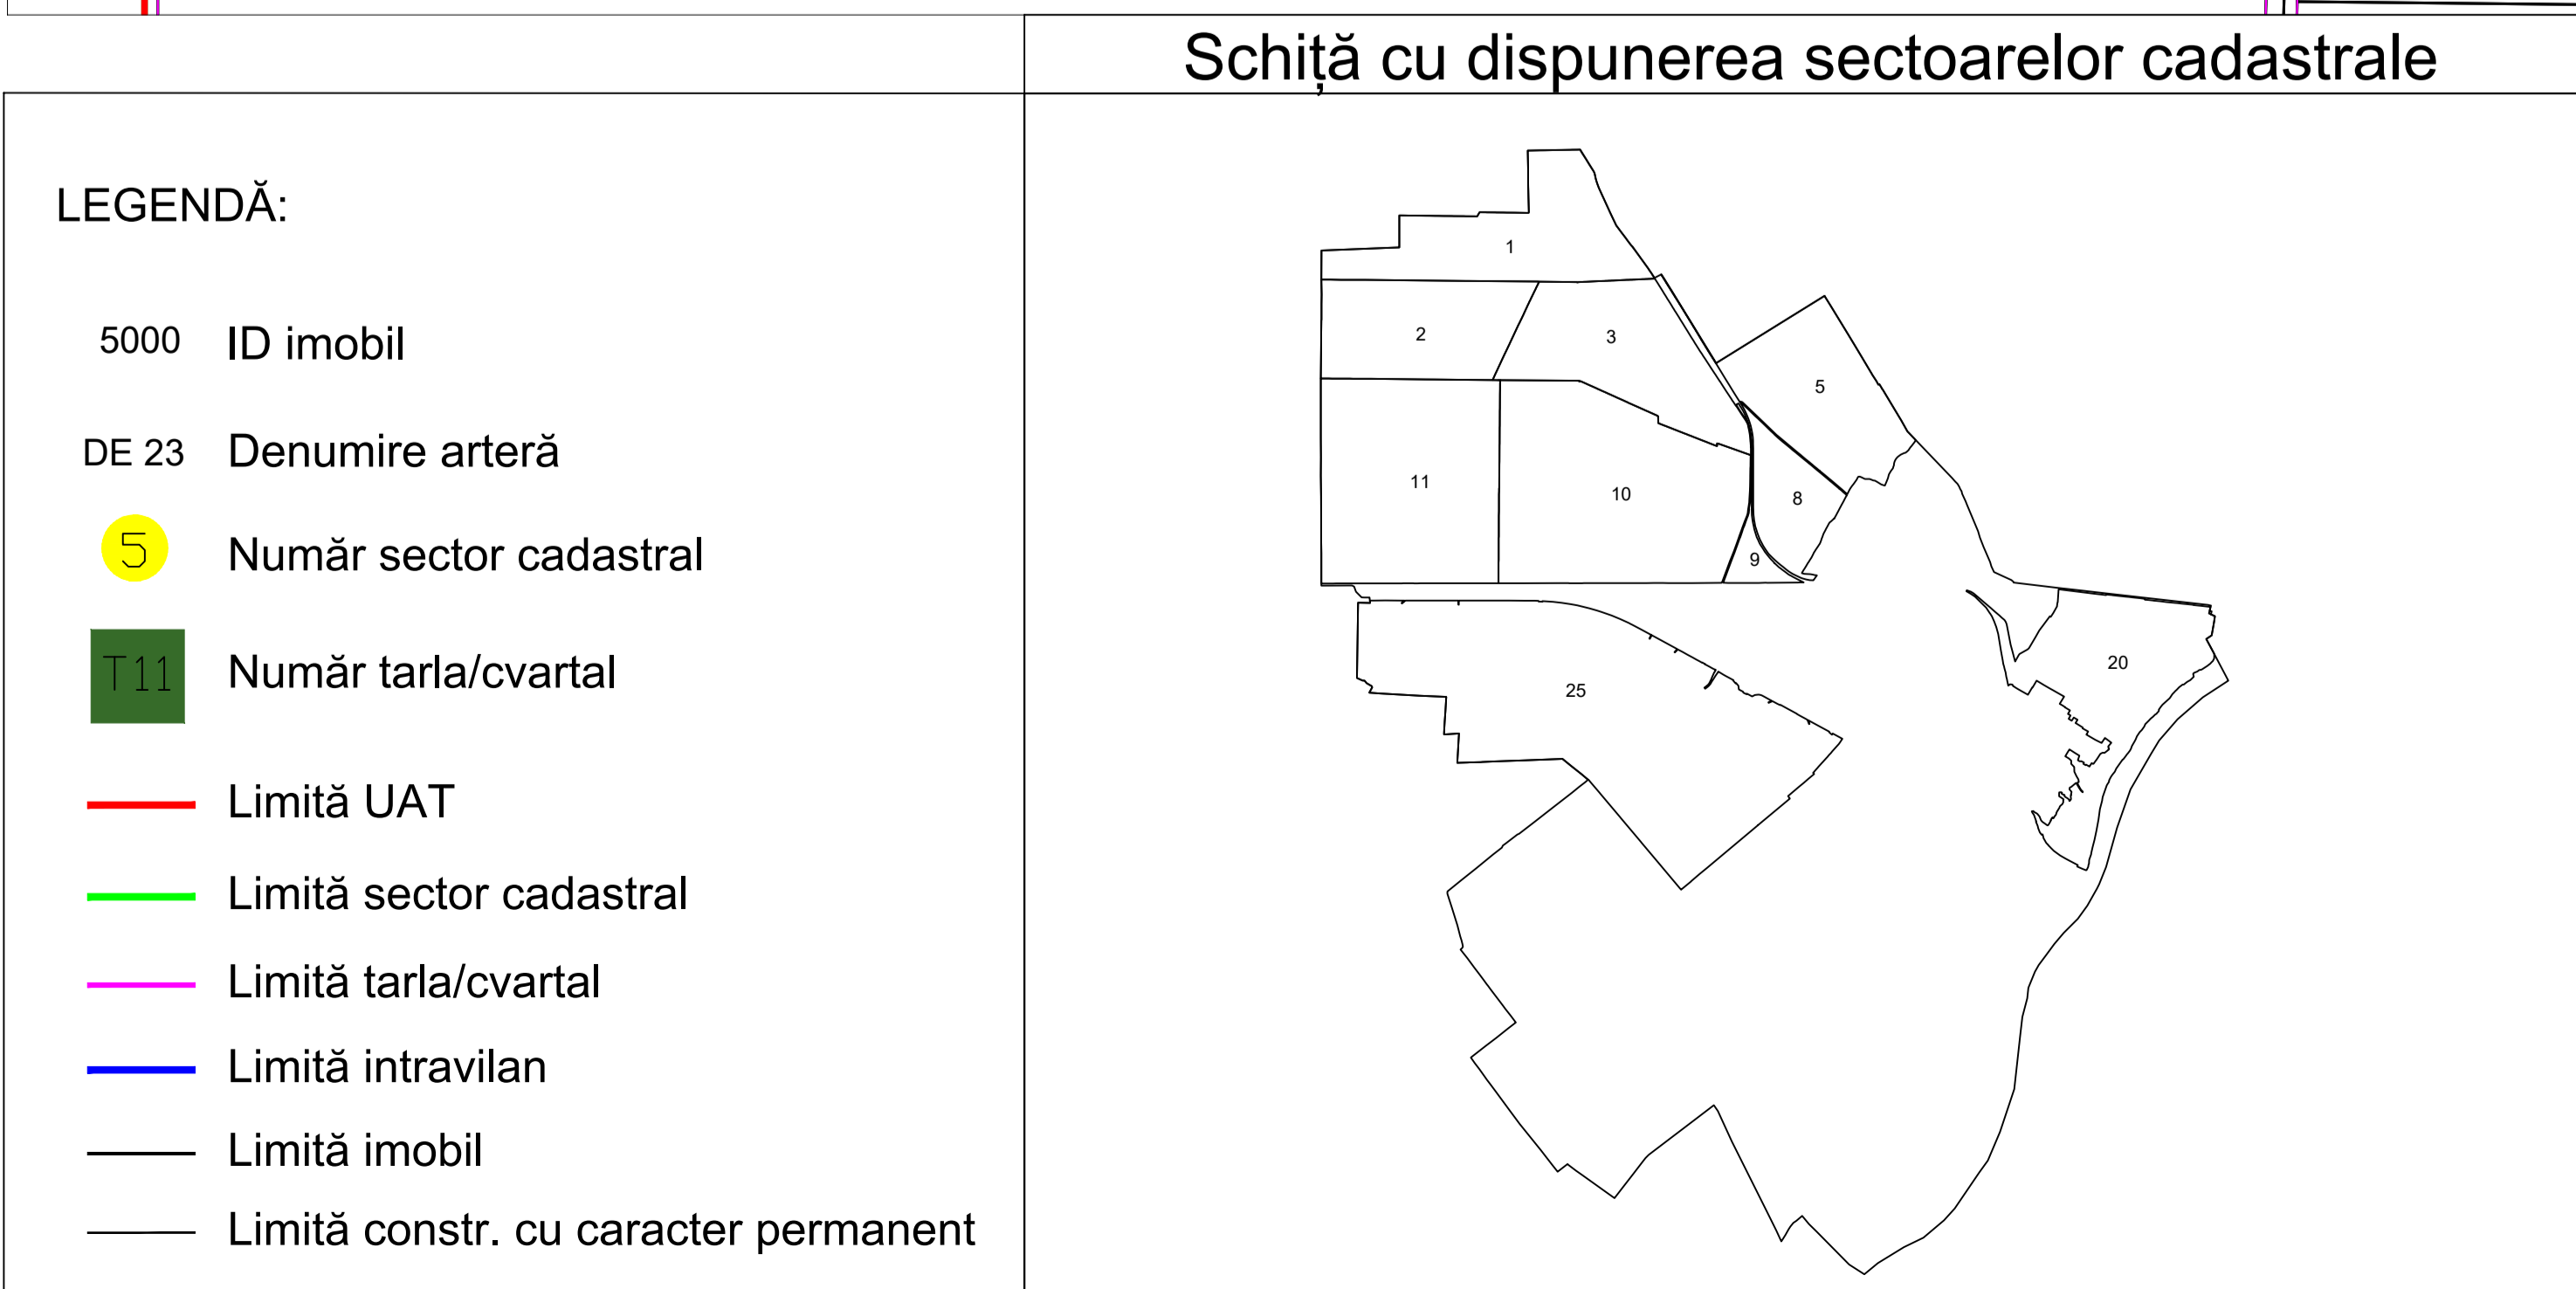 Schiță cu dispunerea sectoarelor cadastrale
LEGENDĂ:
5000 ID imobil
DE 23 Denumire arteră
5 Număr sector cadastral
T11 Număr tarla/cvartal
Limită UAT
Limită sector cadastral
Limită tarla/cvartal
Limită intravilan
Limită imobil
Limită constr. cu caracter permanent
1
2
3
5
11
10
8
9
20
25